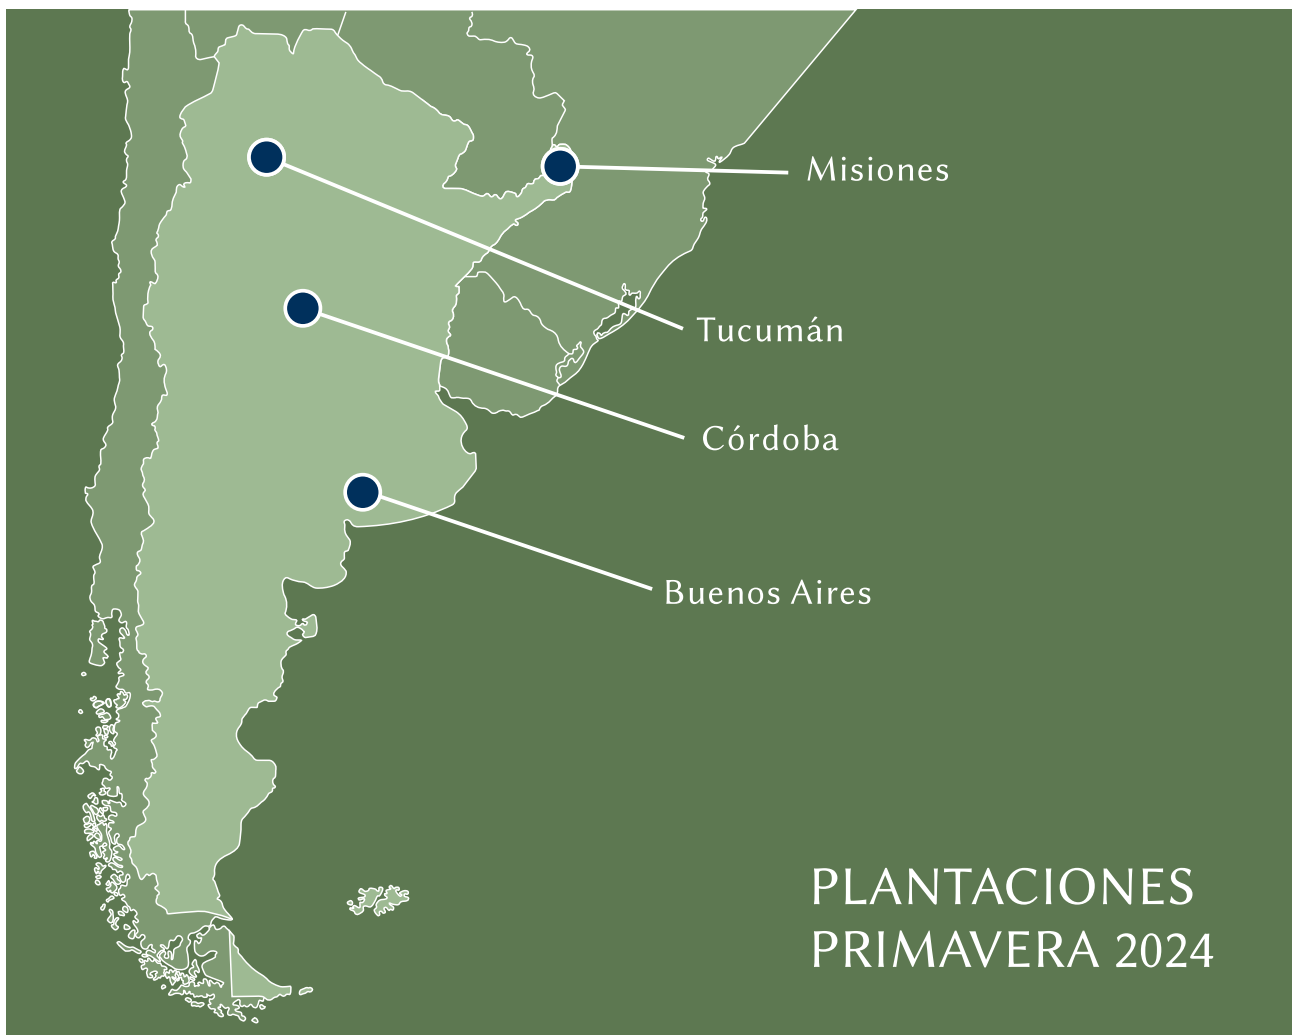 Misiones
Tucumán
Córdoba
Buenos Aires
PLANTACIONES
PRIMAVERA 2024